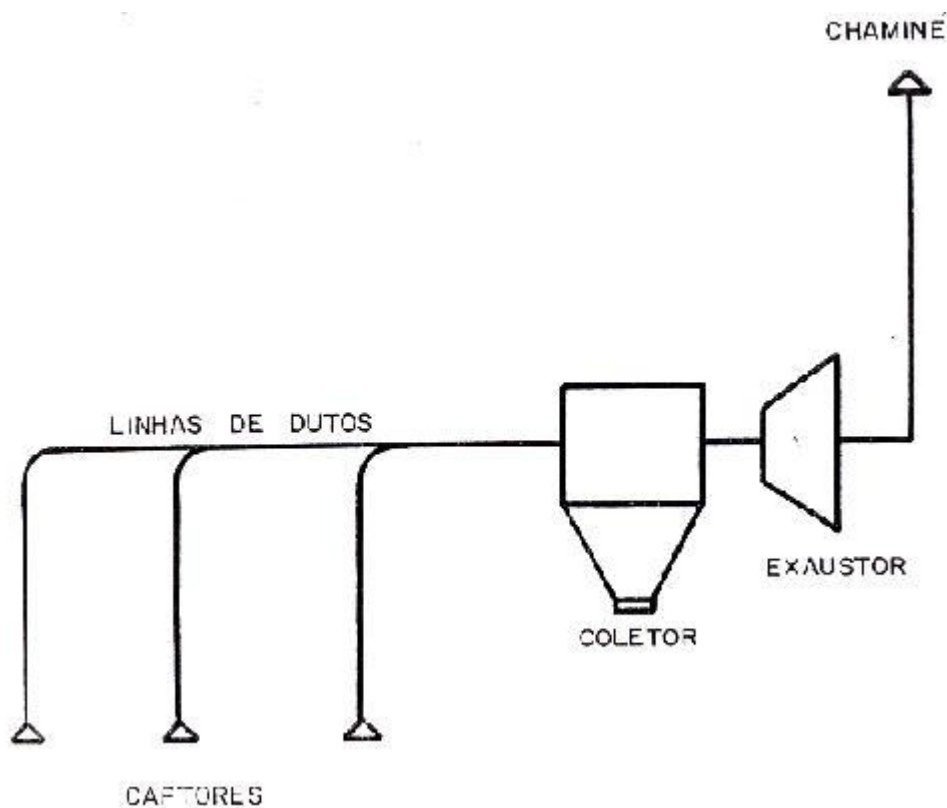 CHAMINÉ
LINHAS DE DUTOS
EXAUSTOR
COLETOR
CAPTORES